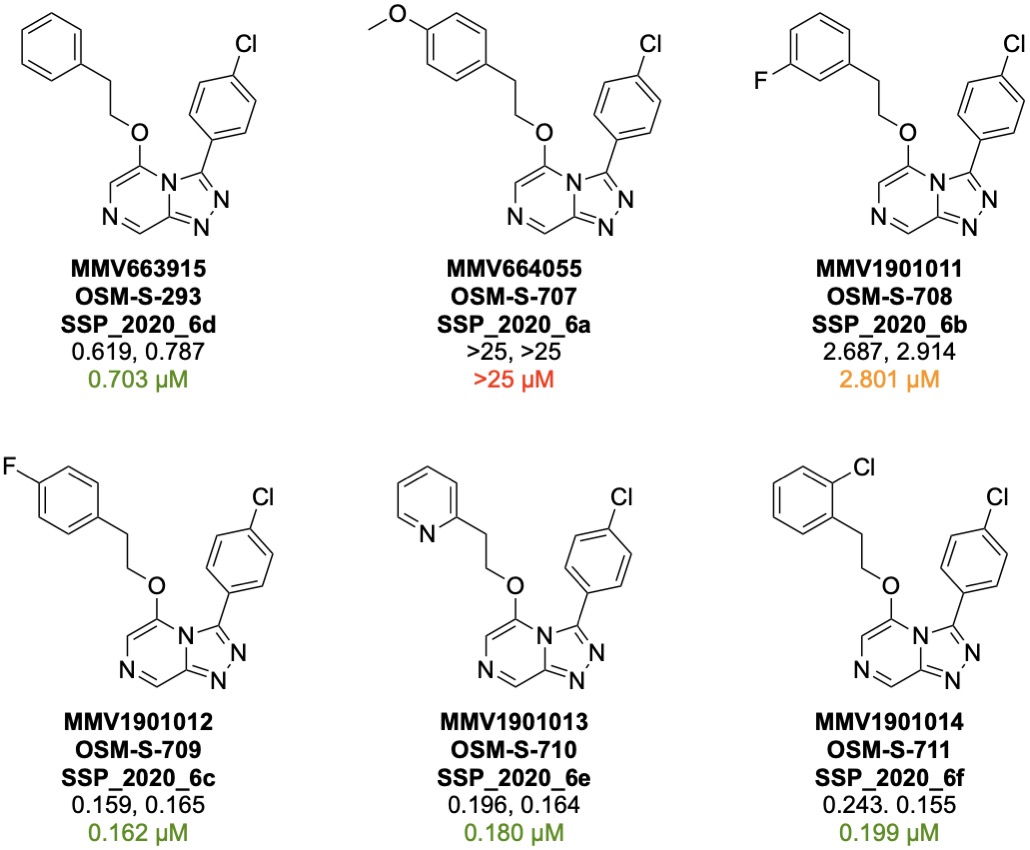 MMV663915
OSM-S-293
SSP_2020_6d
0.619, 0.787
0.703 µM
MMV664055
OSM-S-707
SSP_2020_6a
>25, >25
>25 µM
MMV1901011
OSM-S-708
SSP_2020_6b
2.687, 2.914
2.801 µM
MMV1901012
OSM-S-709
SSP_2020_6c
0.159, 0.165
0.162 µM
MMV1901013
OSM-S-710
SSP_2020_6e
0.196, 0.164
0.180 µM
MMV1901014
OSM-S-711
SSP_2020_6f
0.243. 0.155
0.199 µM
Cl
O
N
N
N
N
O
Cl
O
N
N
N
N
F
Cl
O
N
N
N
N
F
Cl
O
N
N
N
N
N
Cl
O
N
N
N
N
Cl
Cl
O
N
N
N
N